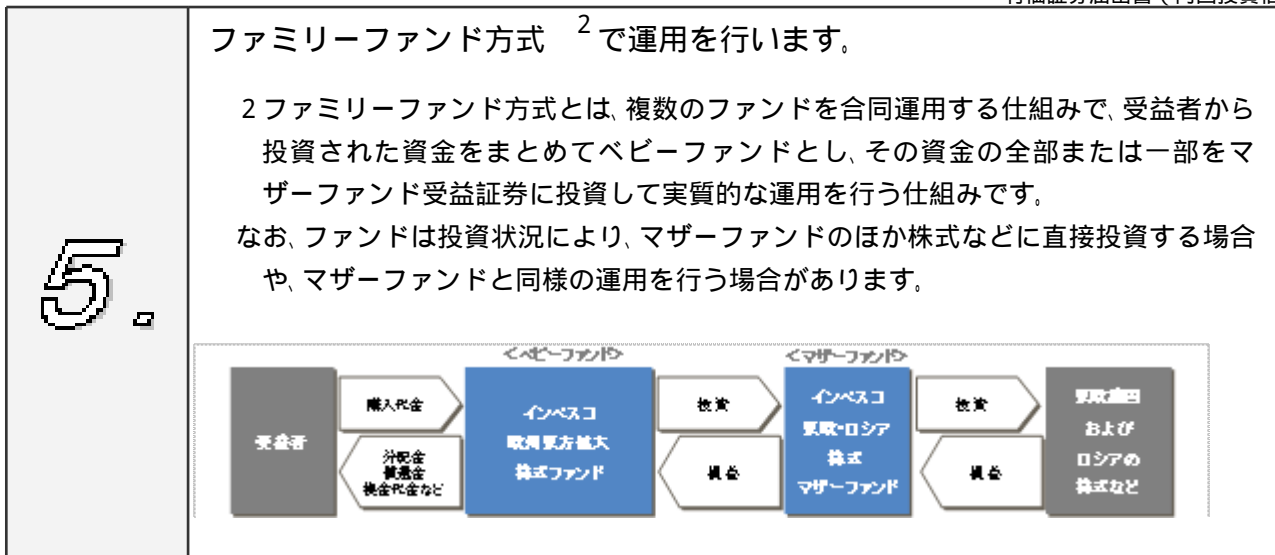 ファミリーファンド方式 2で運用を行います。
2ファミリーファンド方式とは、複数のファンドを合同運用する仕組みで、受益者から
投資された資金をまとめてベビーファンドとし、その資金の全部または一部をマ
ザーファンド受益証券に投資して実質的な運用を行う仕組みです。
なお、ファンドは投資状況により、マザーファンドのほか株式などに直接投資する場合
や、マザーファンドと同様の運用を行う場合があります。
5.
<ベビーファンド>
<マザーファンド>
受益者
購入代金
分配金
償還金
換金代金など
インベスコ
欧州東方拡大
株式ファンド
投資
損益
インベスコ
東欧・ロシア
株式
マザーファンド
投資
損益
東欧諸国
および
ロシアの
株式など